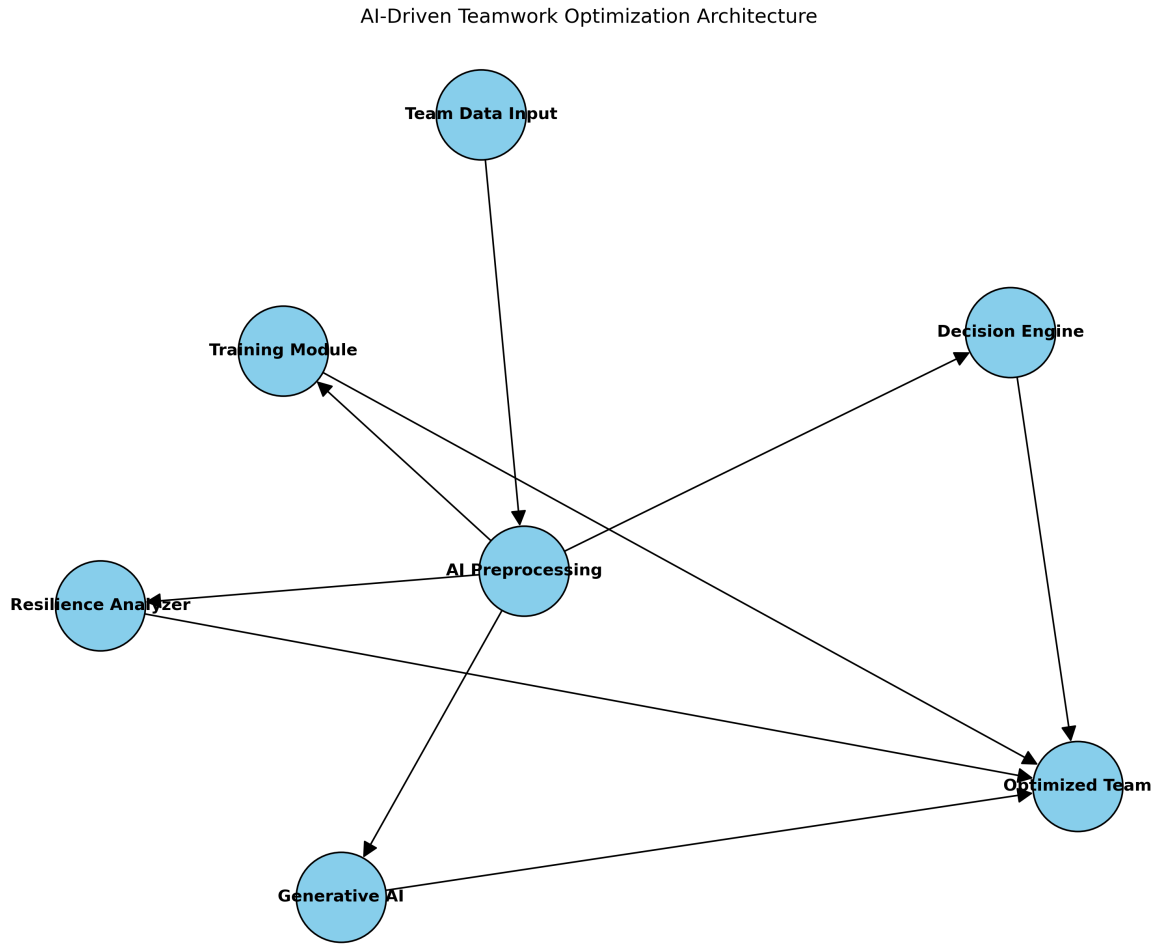 AI-Driven Teamwork Optimization Architecture
Team Data Input
Decision Engine
Training Module
AI Preprocessing
Resilience Analyzer
Optimized Team
Generative AI